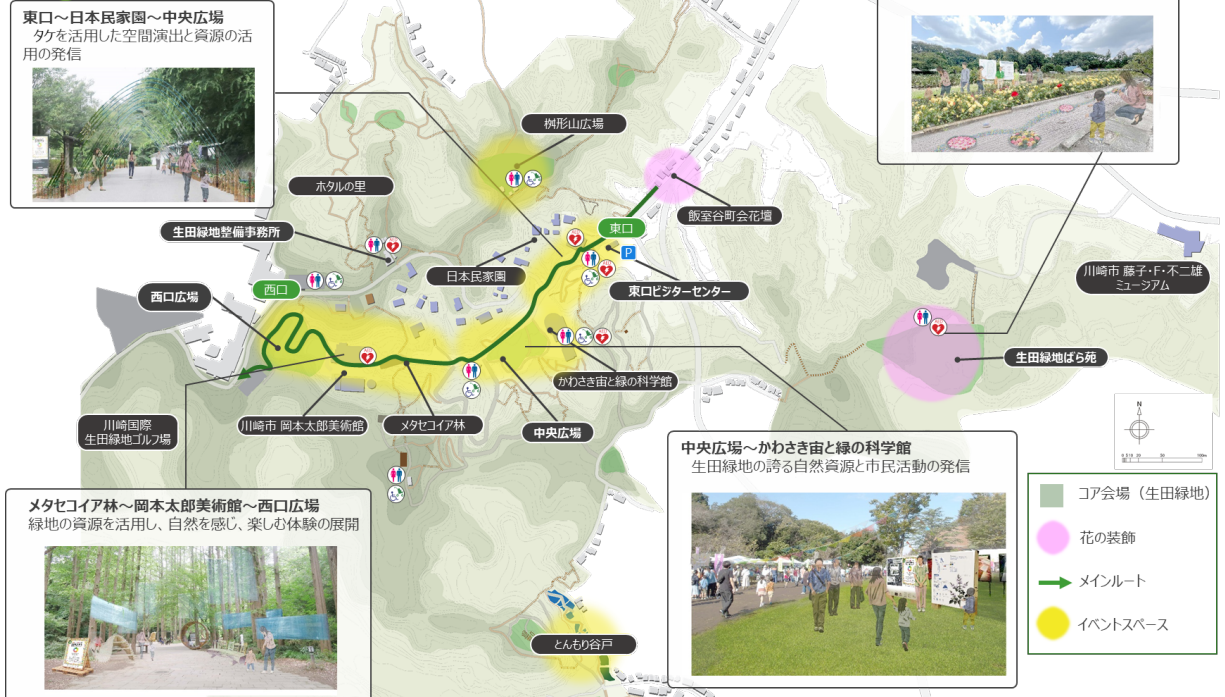 東口～日本民家園～中央広場
タケを活用した空間演出と資源の活
用の発信
桝形山広場
ホタルの里
飯室谷町会花壇
生田緑地整備事務所
東口
P
日本民家園
川崎市 藤子・F・不二雄
ミュージアム
西口
東口ビジターセンター
西口広場
生田緑地ばら苑
かわさき宙と緑の科学館
川崎国際
生田緑地ゴルフ場
川崎市 岡本太郎美術館
メタセコイア林
中央広場
N
中央広場～かわさき宙と緑の科学館
生田緑地の誇る自然資源と市民活動の発信
メタセコイア林～岡本太郎美術館～西口広場
緑地の資源を活用し、自然を感じ、楽しむ体験の展開
コア会場（生田緑地）
花の装飾
メインルート
イベントスペース
とんもり谷戸